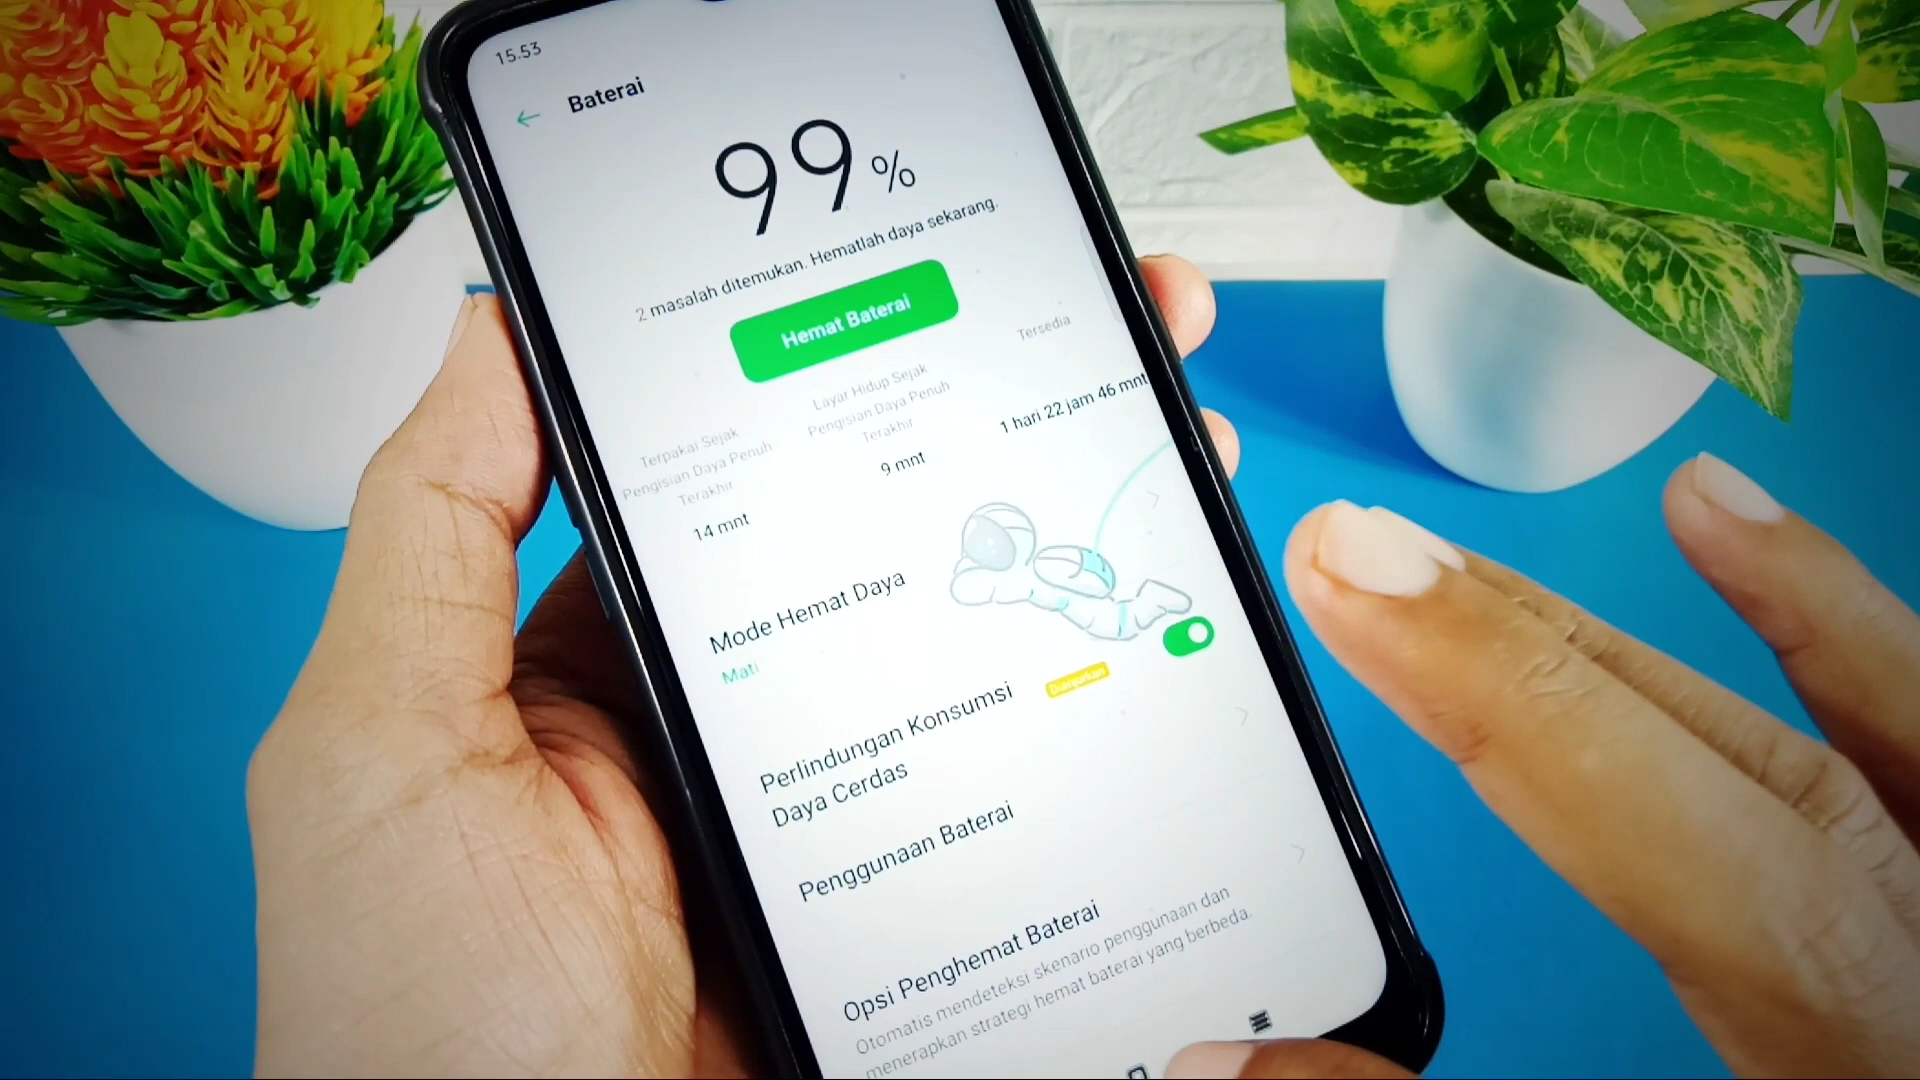 15.53
Baterai
99%
2 masalah ditemukan. Hematlah daya sekarang.
Hemat Baterai
Terpakai Sejak
Pengisian Daya Penuh
Terakhir
14 mnt
Layar Hidup Sejak
Pengisian Daya Penuh
Terakhir
9 mnt
Tersedia
1 hari 22 jam 46 mnt
Mode Hemat Daya
Mati
Perlindungan Konsumsi
Daya Cerdas
Penggunaan Baterai
Opsi Penghemat Baterai
Otomatis mendeteksi skenario penggunaan dan
menerapkan strategi hemat baterai yang berbeda.